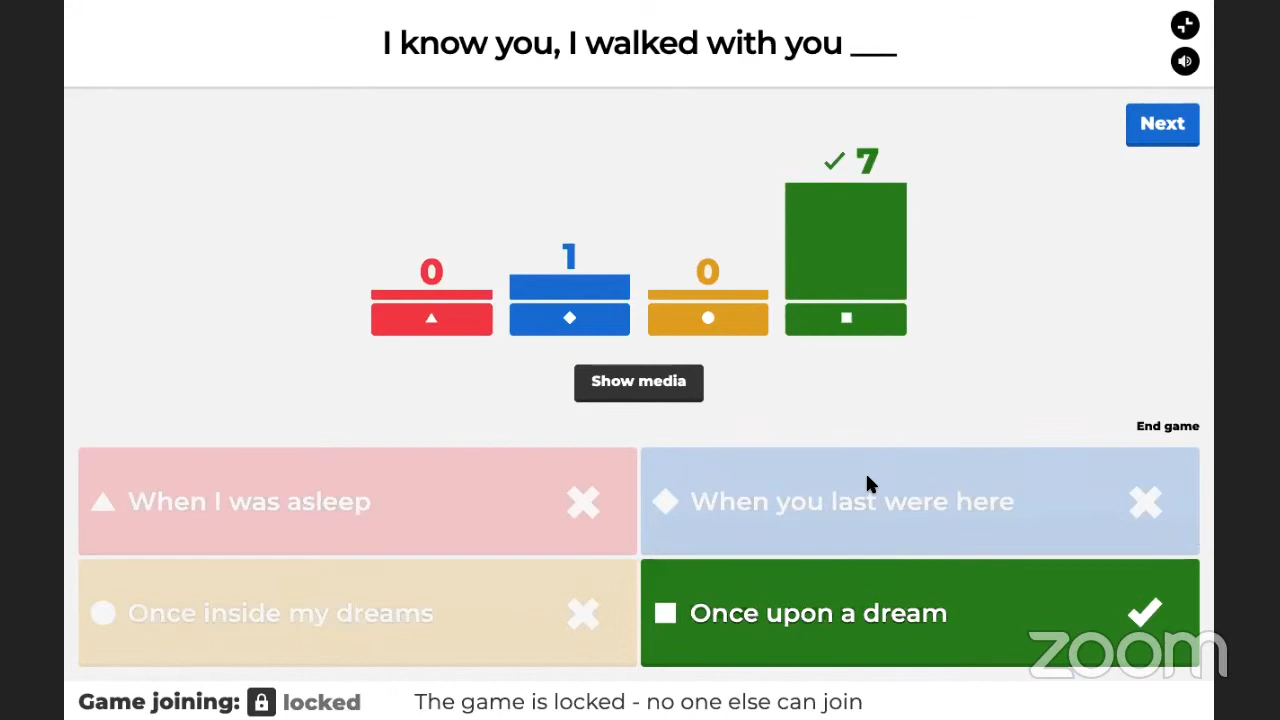 I know you, I walked with you ___
Next
7
1
0
0
Show media
End game
When I was asleep
When you last were here
Once inside my dreams
Once upon a dream
zoom
Game joining: locked
The game is locked - no one else can join